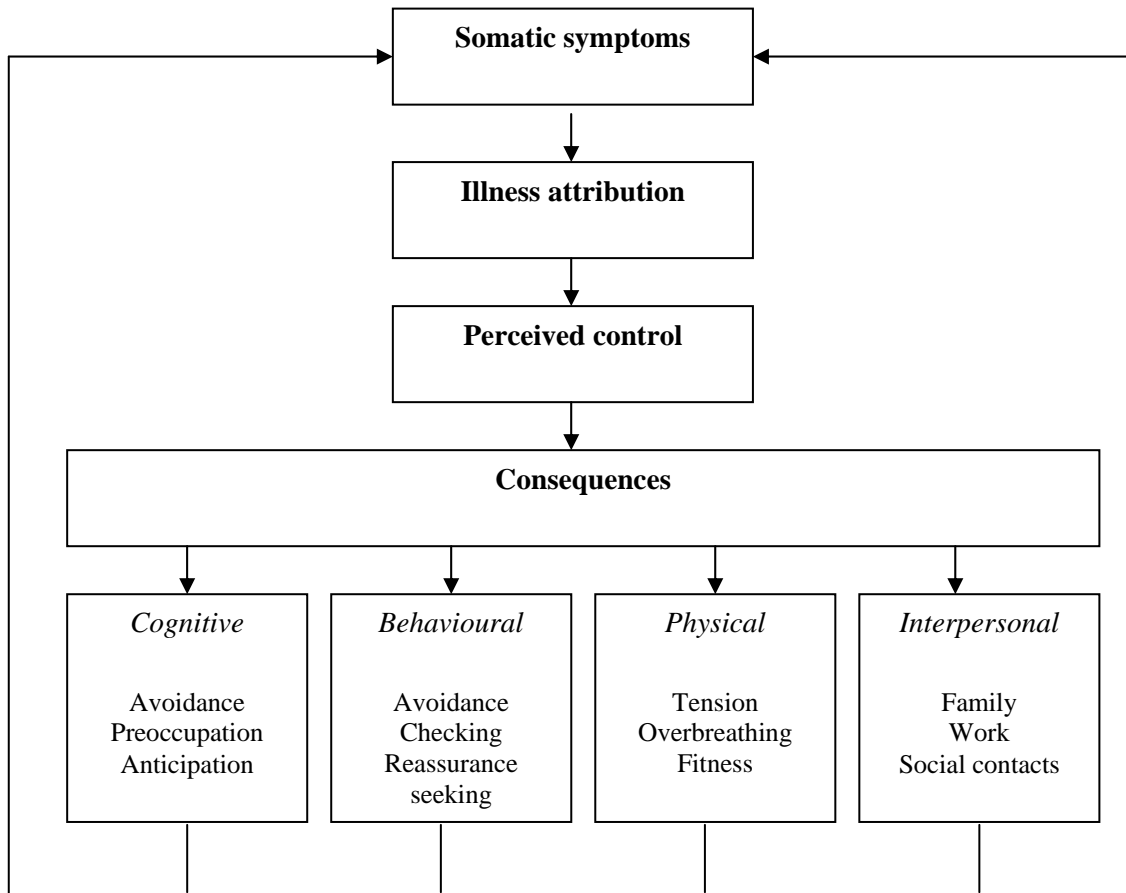 Somatic symptoms
Illness attribution
Perceived control
Consequences
Cognitive
Avoidance
Preoccupation
Anticipation
Behavioural
Avoidance
Checking
Reassurance
seeking
Physical
Tension
Overbreathing
Fitness
Interpersonal
Family
Work
Social contacts